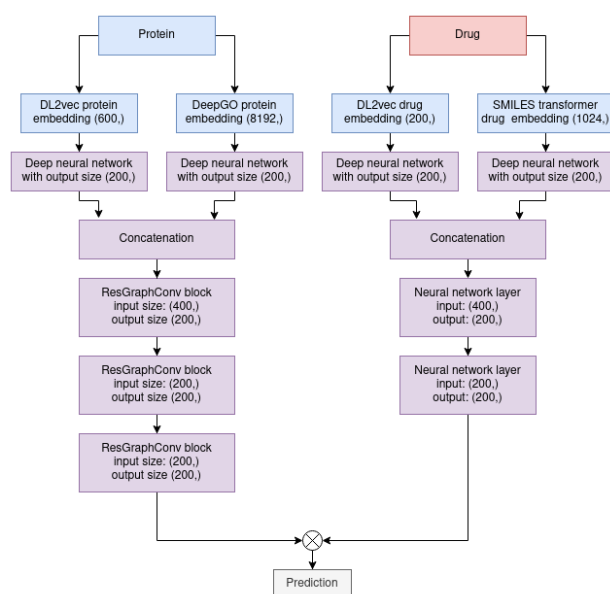 Protein
Drug
DL2vec protein
embedding (600,)
DeepGO protein
embedding (8192,)
DL2vec drug
embedding (200,)
SMILES transformer
drug embedding (1024,)
Deep neural network
with output size (200,)
Deep neural network
with output size (200,)
Deep neural network
with output size (200,)
Deep neural network
with output size (200,)
Concatenation
Concatenation
ResGraphConv block
input size: (400,)
output size (200,)
Neural network layer
input: (400,)
output: (200,)
ResGraphConv block
input size: (200,)
output size (200,)
Neural network layer
input: (200,)
output: (200,)
ResGraphConv block
input size: (200,)
output size (200,)
Prediction